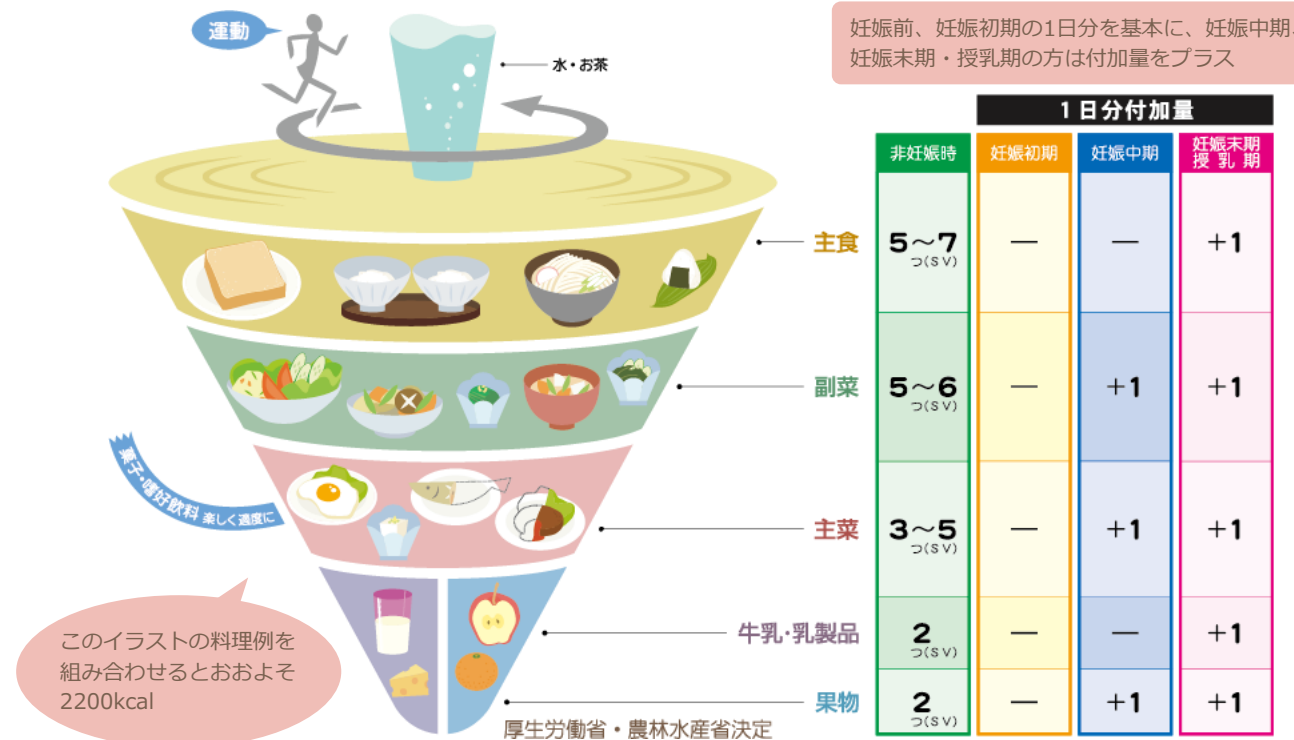 運動
水・お茶
妊娠前、妊娠初期の1日分を基本に、妊娠中期、
妊娠末期・授乳期の方は付加量をプラス
1日分付加量
非妊娠時
妊娠初期
妊娠中期
妊娠末期
授乳期
主食
5～7
つ(SV)
—
—
+1
副菜
5～6
つ(SV)
—
+1
+1
主菜
3～5
つ(SV)
—
+1
+1
牛乳・乳製品
2
つ(SV)
—
—
+1
果物
2
つ(SV)
—
+1
+1
菓子・嗜好飲料 楽しく適度に
このイラストの料理例を
組み合わせるとおおよそ
2200kcal
厚生労働省・農林水産省決定